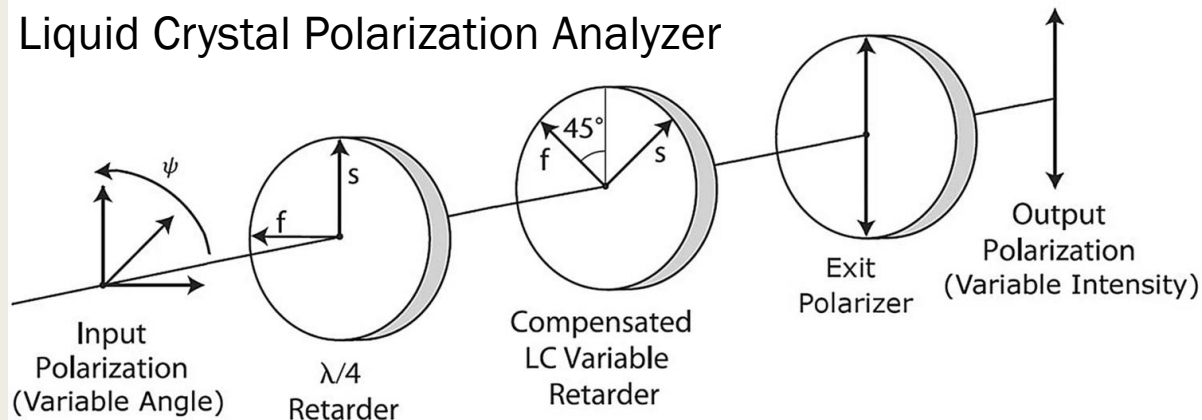 Liquid Crystal Polarization Analyzer
ψ
f
s
45°
f
s
Input
Polarization
(Variable Angle)
λ/4
Retarder
Compensated
LC Variable
Retarder
Exit
Polarizer
Output
Polarization
(Variable Intensity)